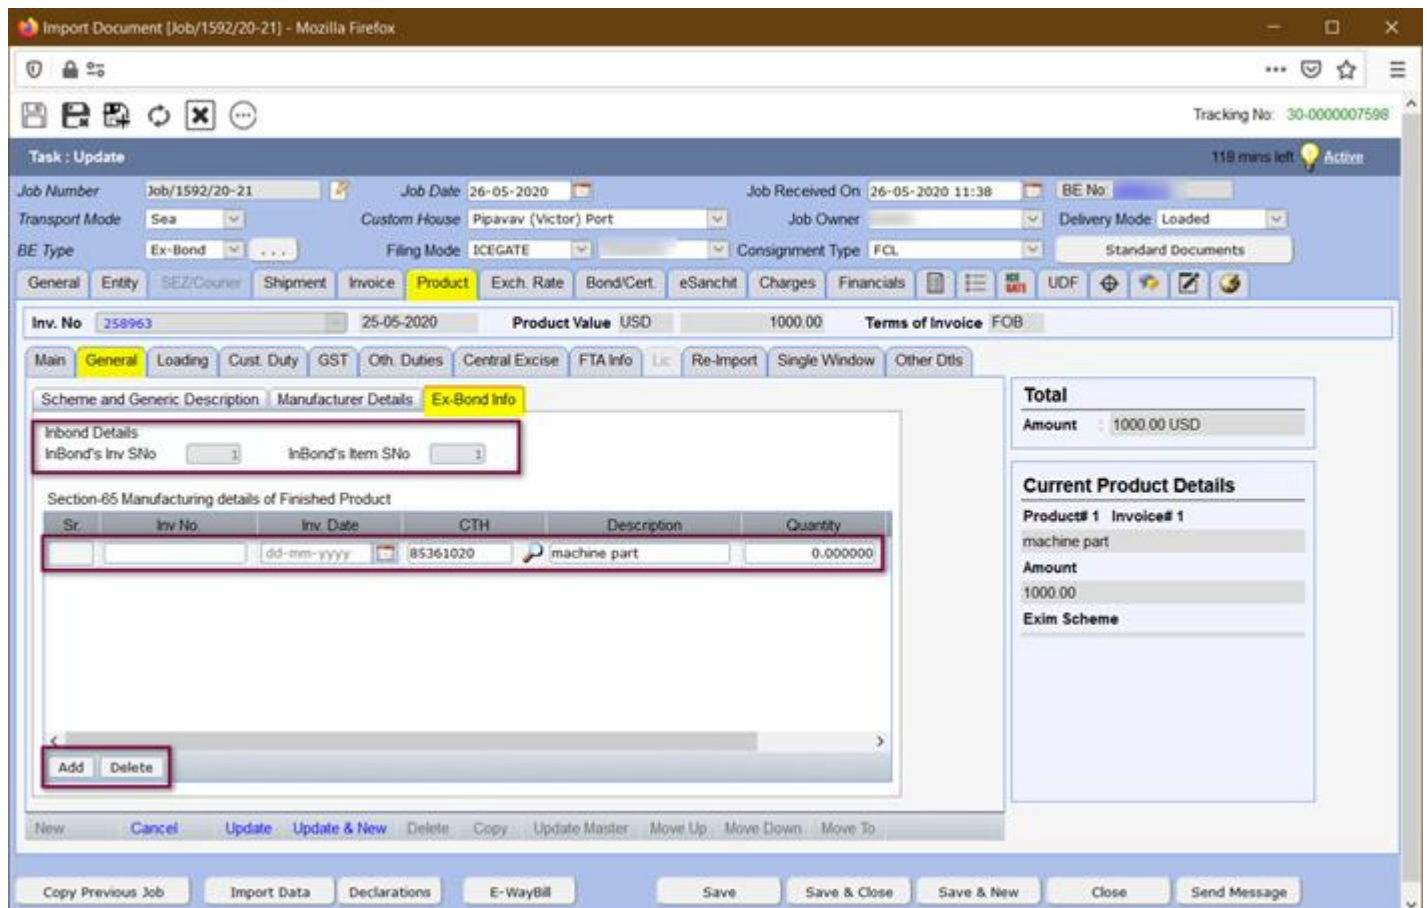 Import Document [Job/1592/20-21] - Mozilla Firefox
Tracking No: 30-0000007598
Task : Update 118 mins left Active
Job Number Job/1592/20-21 Job Date 26-05-2020 Job Received On 26-05-2020 11:38 BE No
Transport Mode Sea Custom House Pipavav (Victor) Port Job Owner Delivery Mode Loaded
BE Type Ex-Bond ... Filing Mode ICEGATE Consignment Type FCL Standard Documents
General Entity SEZ/Courier Shipment Invoice Product Exch. Rate Bond/Cert. eSanchit Charges Financials UDF
Inv. No 258963 25-05-2020 Product Value USD 1000.00 Terms of Invoice FOB
Main General Loading Cust. Duty GST Oth. Duties Central Excise FTA Info Lic Re-Import Single Window Other Dtls
Scheme and Generic Description Manufacturer Details Ex-Bond Info
Inbond Details
InBond's Inv SNo 1 InBond's Item SNo 1
Section-65 Manufacturing details of Finished Product
Sr. Inv No. Inv. Date CTH Description Quantity
dd-mm-yyyy 85361020 machine part 0.000000
Add Delete
Total
Amount : 1000.00 USD
Current Product Details
Product# 1 Invoice# 1
machine part
Amount
1000.00
Exim Scheme
New Cancel Update Update & New Delete Copy Update Master Move Up Move Down Move To
Copy Previous Job Import Data Declarations E-WayBill Save Save & Close Save & New Close Send Message